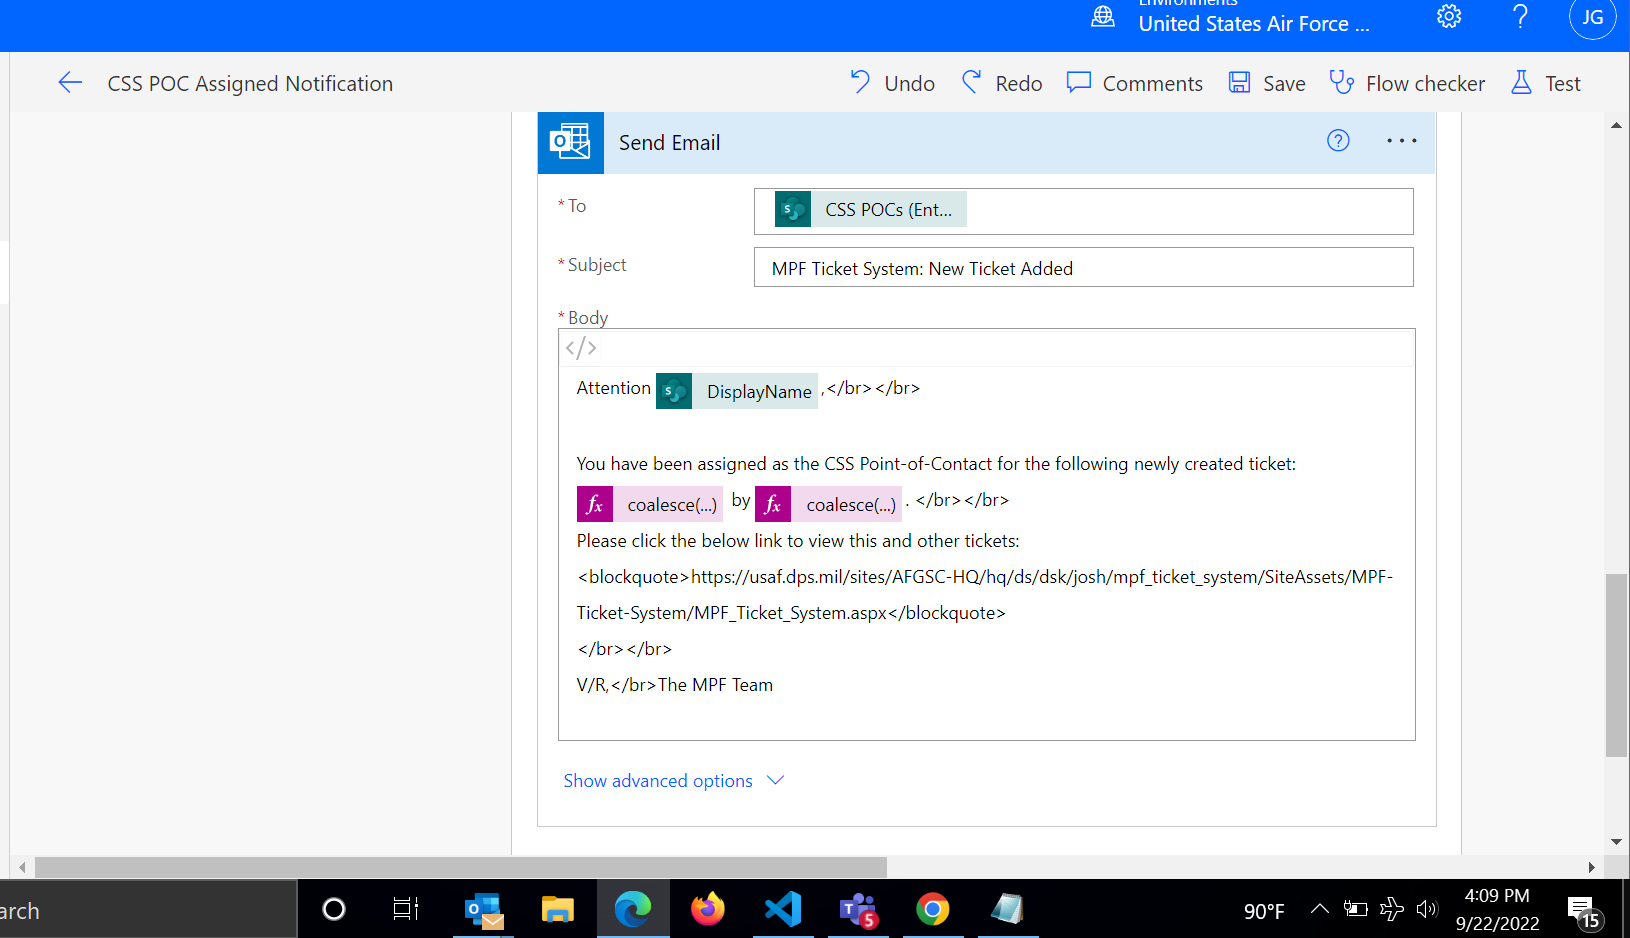 Environments
United States Air Force ...
JG
CSS POC Assigned Notification
Undo
Redo
Comments
Save
Flow checker
Test
Send Email
* To
CSS POCs (Ent...
* Subject
MPF Ticket System: New Ticket Added
* Body
</>
Attention DisplayName ,</br></br>
You have been assigned as the CSS Point-of-Contact for the following newly created ticket:
fx coalesce(...) by fx coalesce(...) . </br></br>
Please click the below link to view this and other tickets:
<blockquote>https://usaf.dps.mil/sites/AFGSC-HQ/hq/ds/dsk/josh/mpf_ticket_system/SiteAssets/MPF-
Ticket-System/MPF_Ticket_System.aspx</blockquote>
</br></br>
V/R,</br>The MPF Team
Show advanced options
arch
5
90°F
4:09 PM
9/22/2022
15